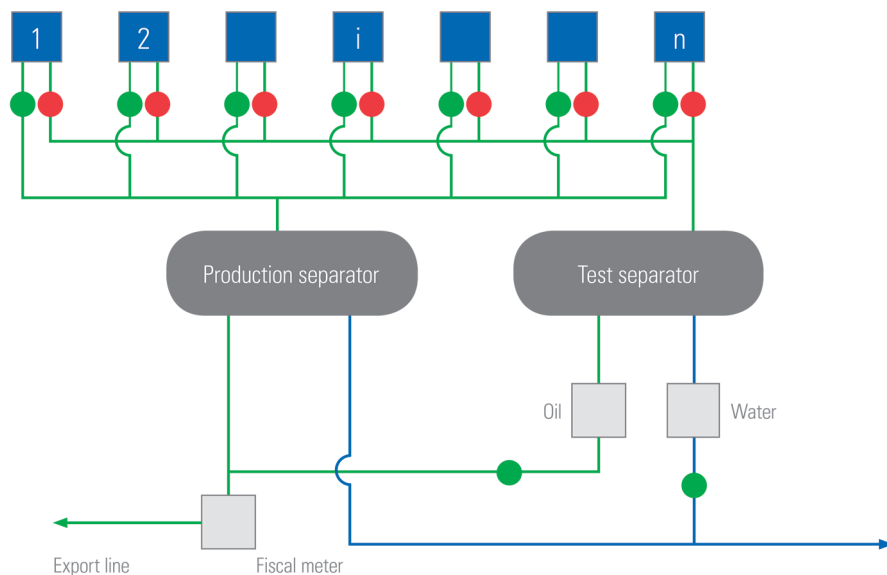 1
2
i
n
Production separator
Test separator
Oil
Water
Export line
Fiscal meter